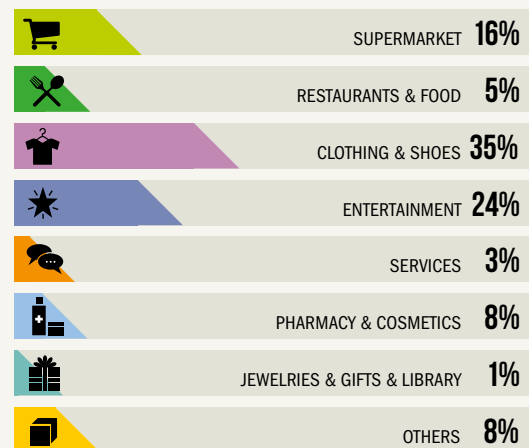 SUPERMARKET 16%
RESTAURANTS & FOOD 5%
CLOTHING & SHOES 35%
ENTERTAINMENT 24%
SERVICES 3%
PHARMACY & COSMETICS 8%
JEWELRIES & GIFTS & LIBRARY 1%
OTHERS 8%